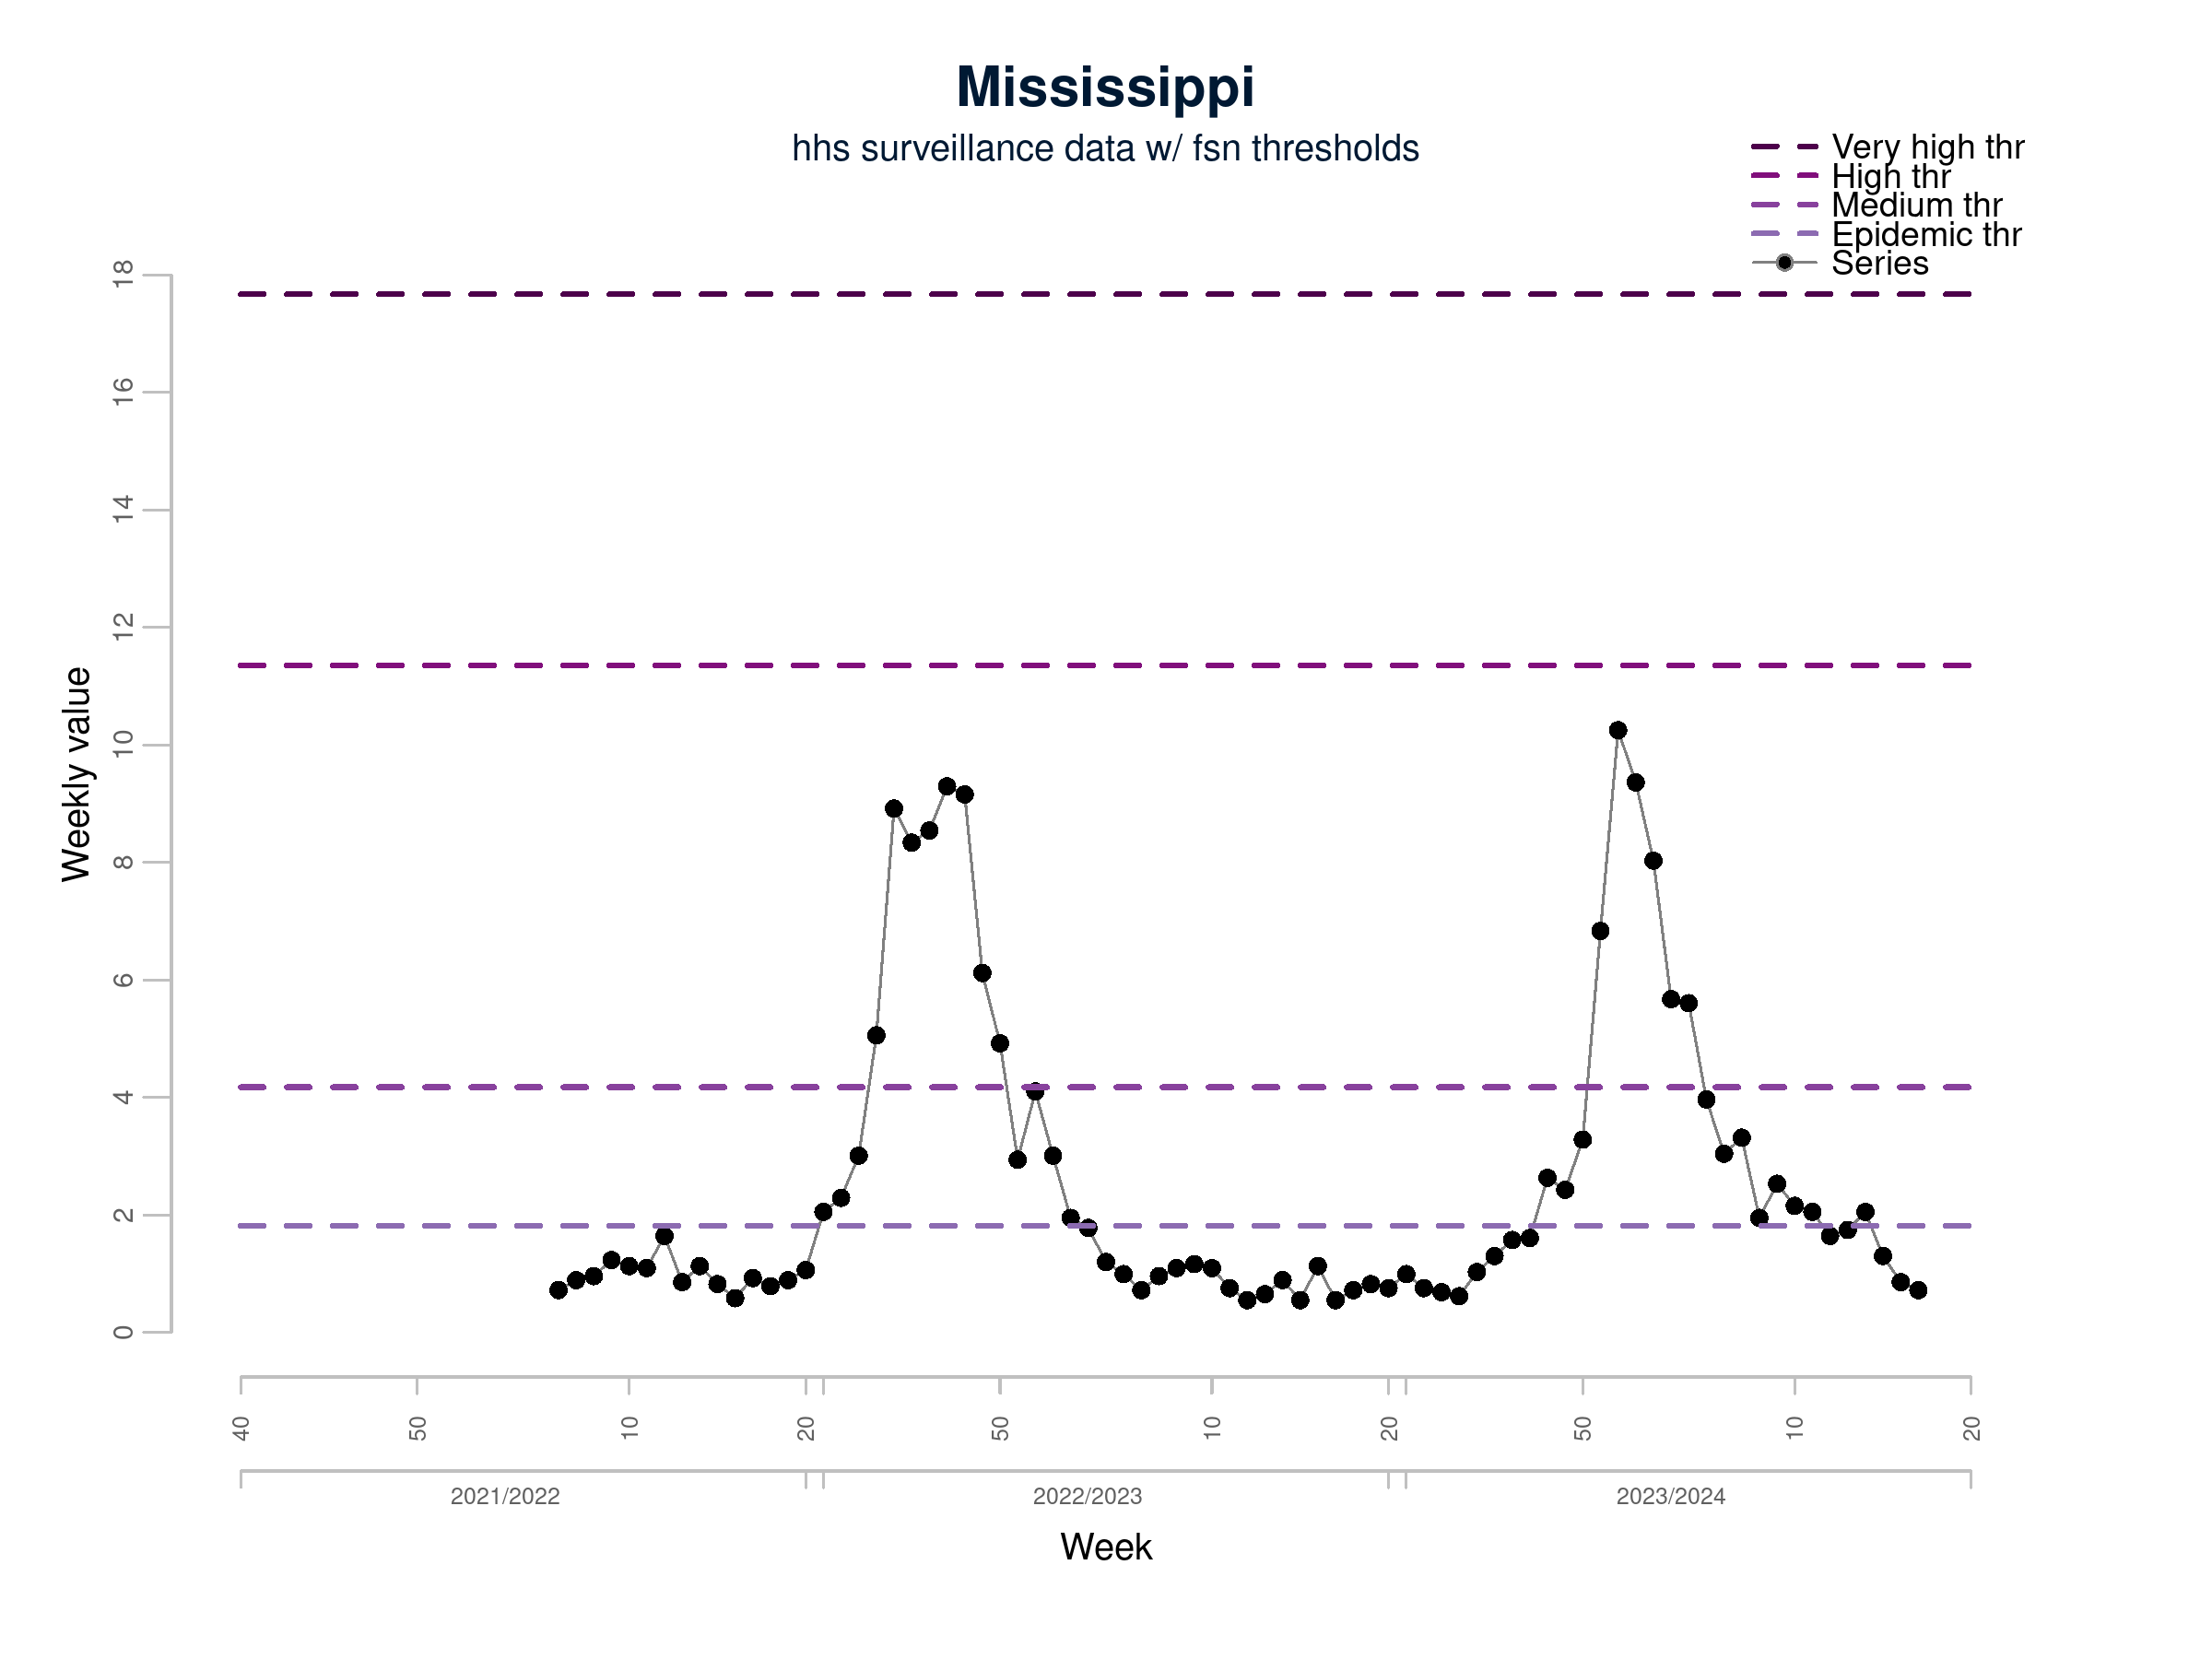 Mississippi
hhs surveillance data w/ fsn thresholds
Very high thr
High thr
Medium thr
Epidemic thr
Series
18
16
14
12
10
8
6
4
2
0
Weekly value
40 50 10 20 50 10 20 50 10 20
2021/2022 2022/2023 2023/2024
Week